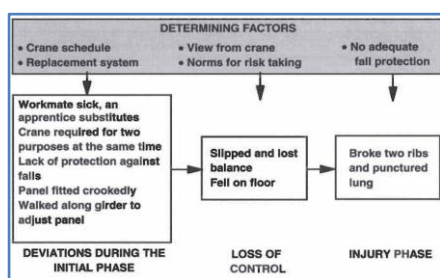 DETERMINING FACTORS
• Crane schedule
• Replacement system
• View from crane
• Norms for risk taking
• No adequate
fall protection
Workmate sick, an
apprentice substitutes
Crane required for two
purposes at the same time
Lack of protection against
falls
Panel fitted crookedly
Walked along girder to
adjust panel
Slipped and lost
balance
Fell on floor
Broke two ribs
and punctured
lung
DEVIATIONS DURING THE
INITIAL PHASE
LOSS OF
CONTROL
INJURY PHASE